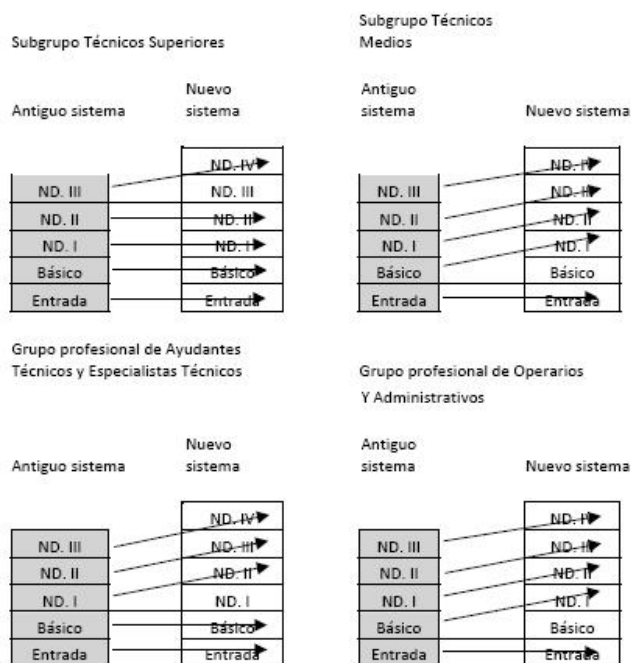 Subgrupo Técnicos Superiores
Antiguo sistema
Nuevo
sistema
ND. IV
ND. III
ND. III
ND. II
ND. II
ND. I
ND. I
Básico
Básico
Entrada
Entrada
Subgrupo Técnicos
Medios
Antiguo
sistema
Nuevo sistema
ND. IV
ND. III
ND. III
ND. II
ND. II
ND. I
ND. I
Básico
Básico
Entrada
Entrada
Grupo profesional de Ayudantes
Técnicos y Especialistas Técnicos
Antiguo sistema
Nuevo
sistema
ND. IV
ND. III
ND. III
ND. II
ND. II
ND. I
ND. I
Básico
Básico
Entrada
Entrada
Grupo profesional de Operarios
Y Administrativos
Antiguo
sistema
Nuevo sistema
ND. IV
ND. III
ND. III
ND. II
ND. II
ND. I
ND. I
Básico
Básico
Entrada
Entrada